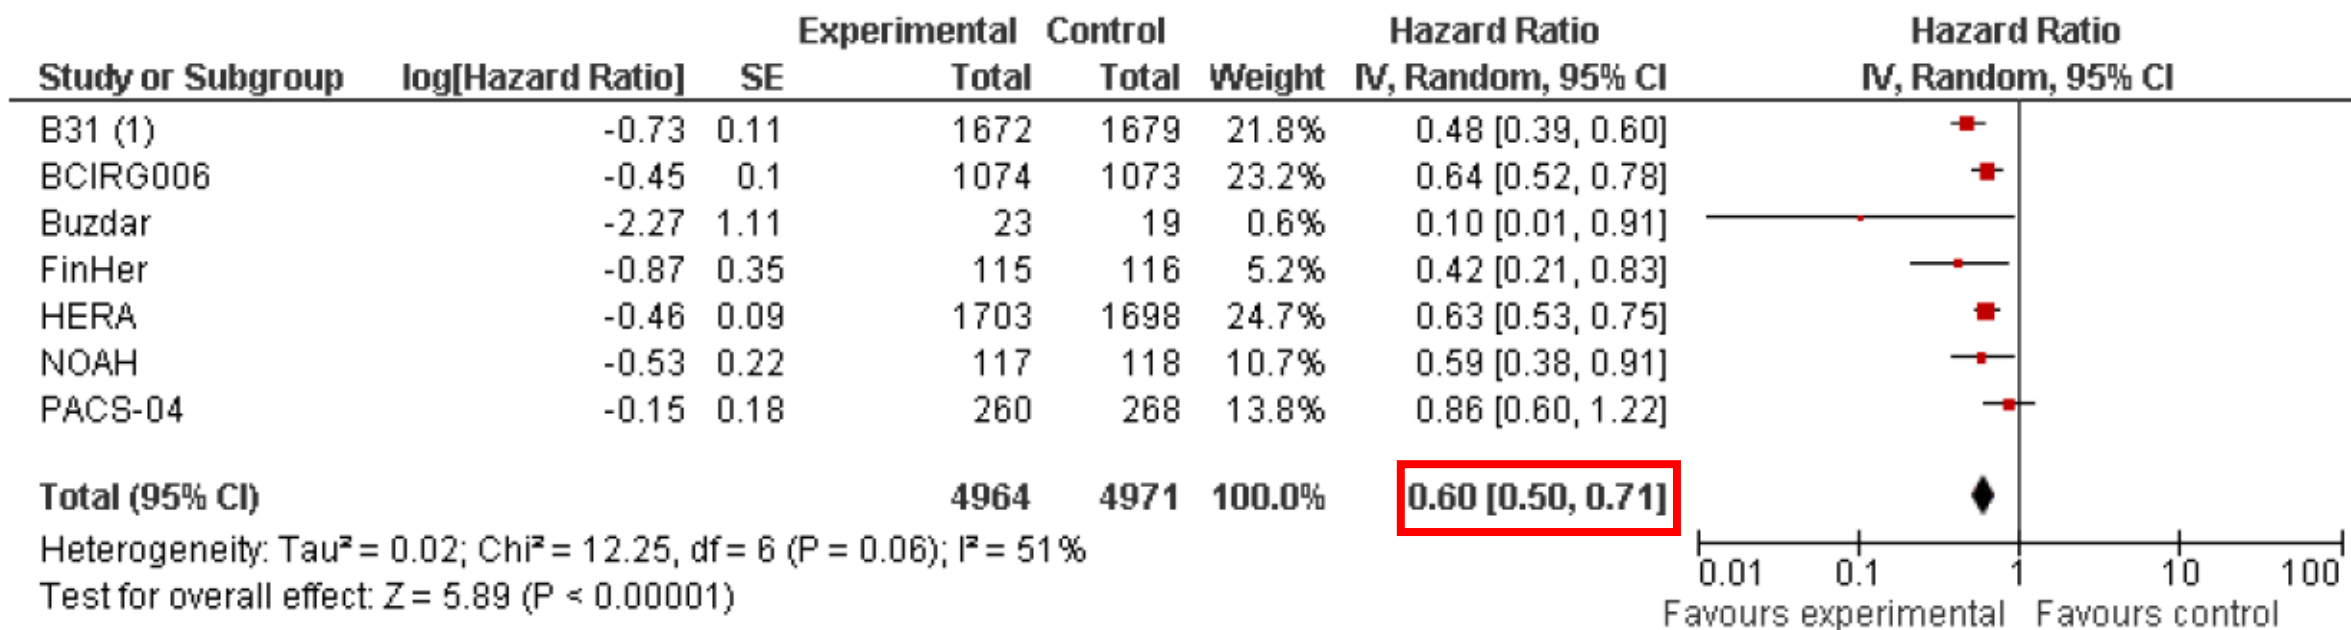 Experimental Control Hazard Ratio Hazard Ratio
Study or Subgroup log[Hazard Ratio] SE Total Total Weight IV, Random, 95% CI IV, Random, 95% CI
B31 (1) -0.73 0.11 1672 1679 21.8% 0.48 [0.39, 0.60]
BCIRG006 -0.45 0.1 1074 1073 23.2% 0.64 [0.52, 0.78]
Buzdar -2.27 1.11 23 19 0.6% 0.10 [0.01, 0.91]
FinHer -0.87 0.35 115 116 5.2% 0.42 [0.21, 0.83]
HERA -0.46 0.09 1703 1698 24.7% 0.63 [0.53, 0.75]
NOAH -0.53 0.22 117 118 10.7% 0.59 [0.38, 0.91]
PACS-04 -0.15 0.18 260 268 13.8% 0.86 [0.60, 1.22]
Total (95% CI) 4964 4971 100.0% 0.60 [0.50, 0.71]
Heterogeneity: Tau² = 0.02; Chi² = 12.25, df = 6 (P = 0.06); I² = 51%
Test for overall effect: Z = 5.89 (P < 0.00001)
0.01 0.1 1 10 100
Favours experimental Favours control